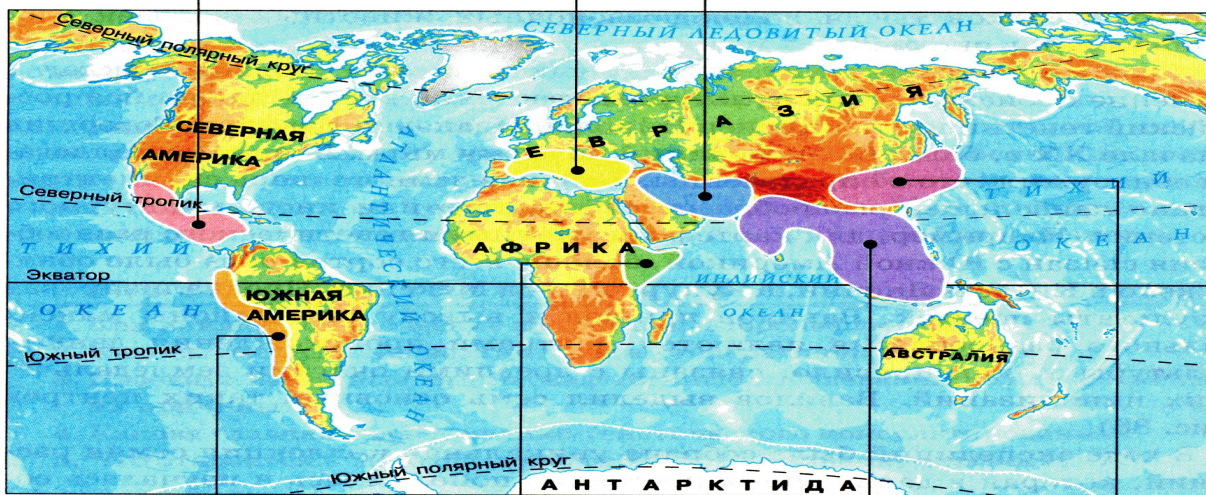 Северный полярный круг
СЕВЕРНЫЙ ЛЕДОВИТЫЙ ОКЕАН
СЕВЕРНАЯ
АМЕРИКА
ЕВРАЗИЯ
АТЛАНТИЧЕСКИЙ ОКЕАН
Северный тропик
ТИХИЙ
ОКЕАН
ТИХИЙ
ОКЕАН
АФРИКА
Экватор
ИНДИЙСКИЙ
ОКЕАН
ЮЖНАЯ
АМЕРИКА
Южный тропик
АВСТРАЛИЯ
Южный полярный круг
АНТАРКТИДА